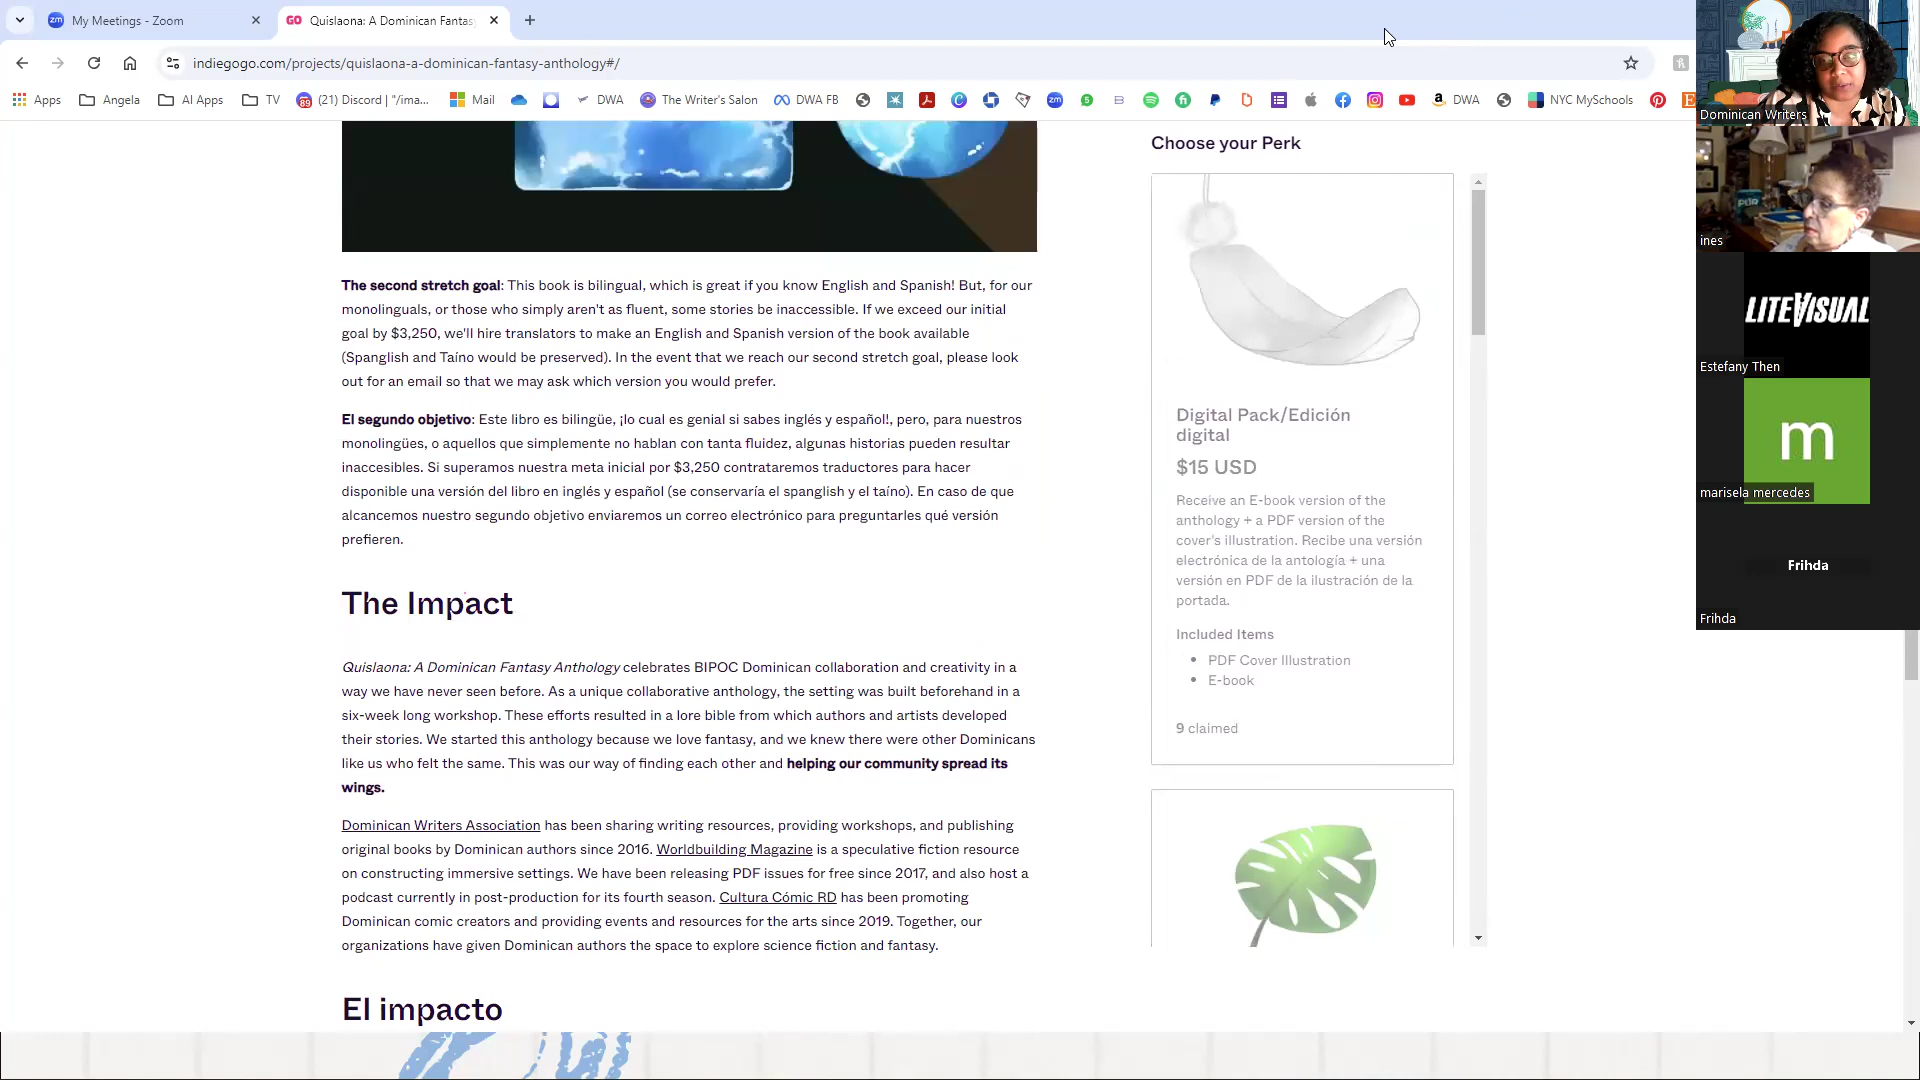 My Meetings - Zoom
GO Quislaona: A Dominican Fantas
indiegogo.com/projects/quislaona-a-dominican-fantasy-anthology#/
Apps Angela AI Apps TV (21) Discord | "/ima... Mail DWA The Writer's Salon DWA FB DWA NYC MySchools
Choose your Perk
The second stretch goal: This book is bilingual, which is great if you know English and Spanish! But, for our
monolinguals, or those who simply aren't as fluent, some stories be inaccessible. If we exceed our initial
goal by $3,250, we'll hire translators to make an English and Spanish version of the book available
(Spanglish and Taíno would be preserved). In the event that we reach our second stretch goal, please look
out for an email so that we may ask which version you would prefer.
El segundo objetivo: Este libro es bilingüe, ¡lo cual es genial si sabes inglés y español!, pero, para nuestros
monolingües, o aquellos que simplemente no hablan con tanta fluidez, algunas historias pueden resultar
inaccesibles. Si superamos nuestra meta inicial por $3,250 contrataremos traductores para hacer
disponible una versión del libro en inglés y español (se conservaría el spanglish y el taíno). En caso de que
alcancemos nuestro segundo objetivo enviaremos un correo electrónico para preguntarles qué versión
prefieren.
The Impact
Quislaona: A Dominican Fantasy Anthology celebrates BIPOC Dominican collaboration and creativity in a
way we have never seen before. As a unique collaborative anthology, the setting was built beforehand in a
six-week long workshop. These efforts resulted in a lore bible from which authors and artists developed
their stories. We started this anthology because we love fantasy, and we knew there were other Dominicans
like us who felt the same. This was our way of finding each other and helping our community spread its
wings.
Dominican Writers Association has been sharing writing resources, providing workshops, and publishing
original books by Dominican authors since 2016. Worldbuilding Magazine is a speculative fiction resource
on constructing immersive settings. We have been releasing PDF issues for free since 2017, and also host a
podcast currently in post-production for its fourth season. Cultura Cómic RD has been promoting
Dominican comic creators and providing events and resources for the arts since 2019. Together, our
organizations have given Dominican authors the space to explore science fiction and fantasy.
El impacto
Digital Pack/Edición
digital
$15 USD
Receive an E-book version of the
anthology + a PDF version of the
cover's illustration. Recibe una versión
electrónica de la antología + una
versión en PDF de la ilustración de la
portada.
Included Items
PDF Cover Illustration
E-book
9 claimed
Dominican Writers
ines
LITEVISUAL
Estefany Then
m
marisela mercedes
Frihda
Frihda